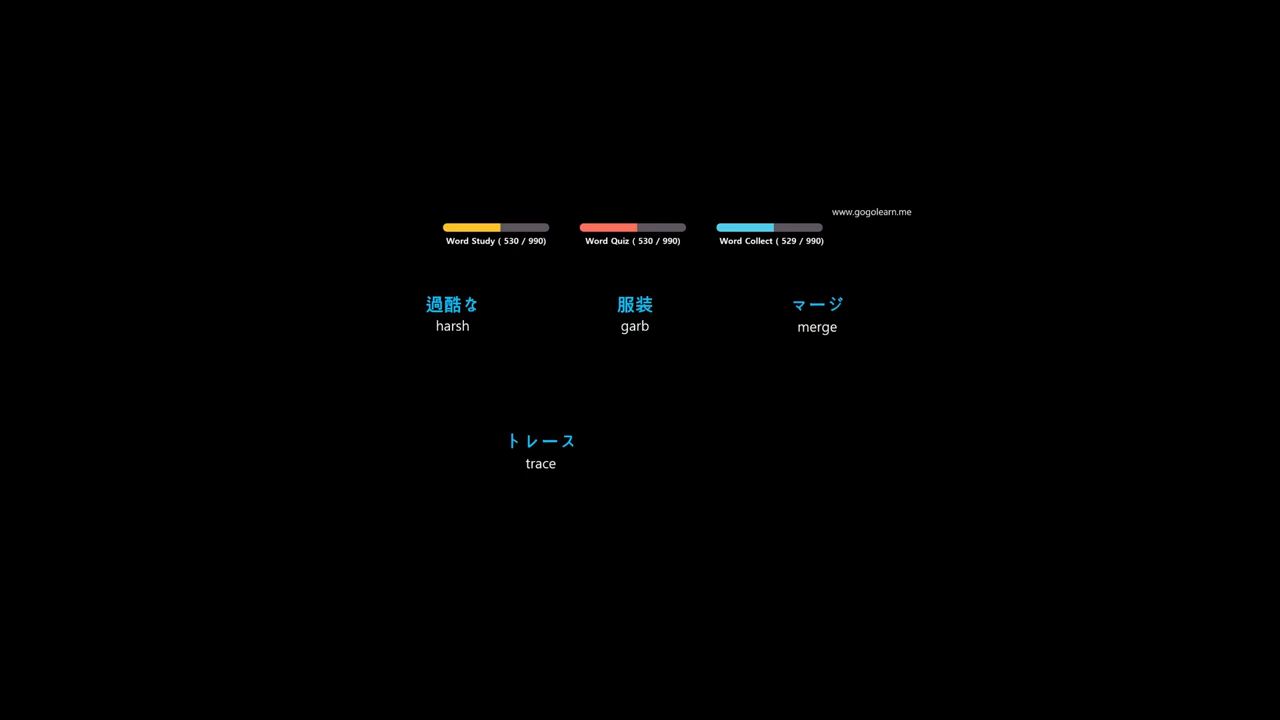 www.gogolearn.me
Word Study ( 530 / 990)
Word Quiz ( 530 / 990)
Word Collect ( 529 / 990)
過酷な
harsh
服装
garb
マージ
merge
トレース
trace